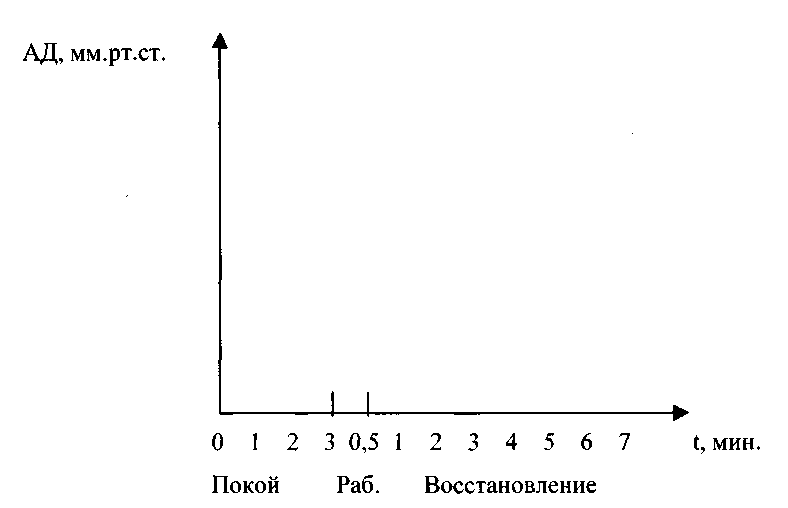 АД, мм.рт.ст.
0 1 2 3 0,5 1 2 3 4 5 6 7 t, мин.
Покой Раб. Восстановление